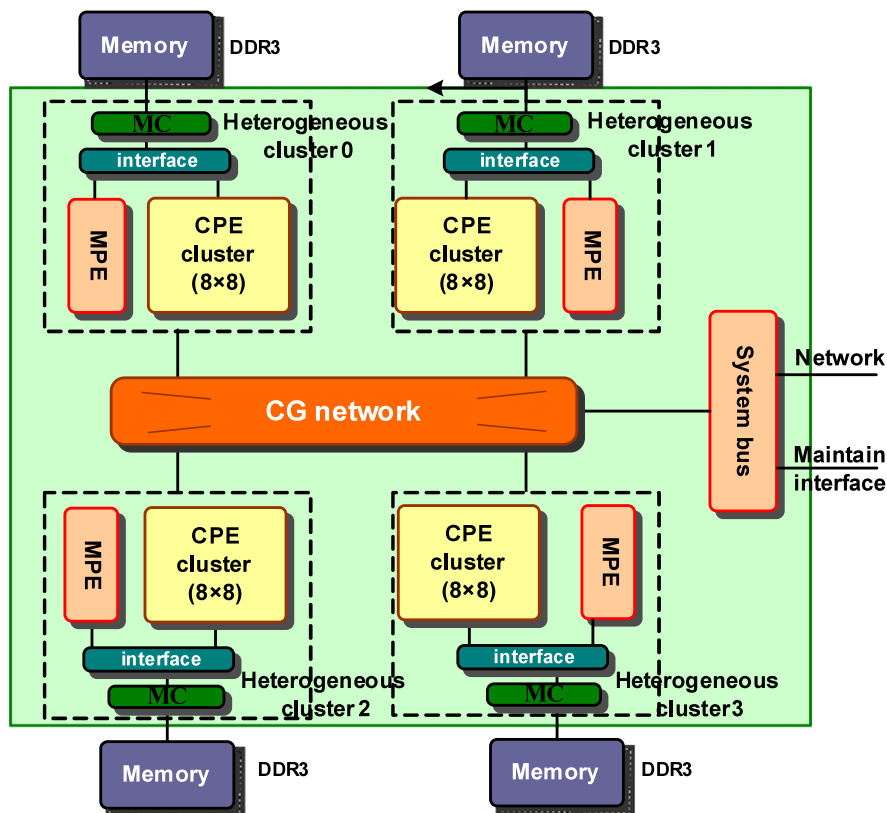 Memory
DDR3
Memory
DDR3
MC
Heterogeneous
cluster 0
interface
MPE
CPE
cluster
(8×8)
MC
Heterogeneous
cluster 1
interface
CPE
cluster
(8×8)
MPE
CG network
System bus
Network
Maintain
interface
MPE
CPE
cluster
(8×8)
interface
MC
Heterogeneous
cluster 2
CPE
cluster
(8×8)
MPE
interface
MC
Heterogeneous
cluster3
Memory
DDR3
Memory
DDR3